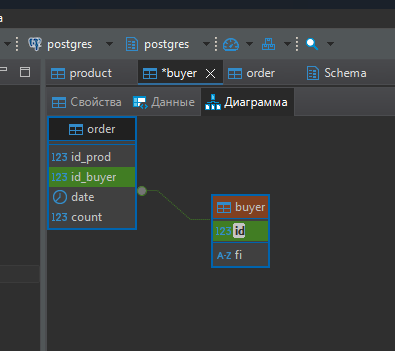 а
postgres postgres
product *buyer order Schema
Свойства Данные Диаграмма
order
123 id_prod
123 id_buyer
date
123 count
buyer
123 id
A-Z fi